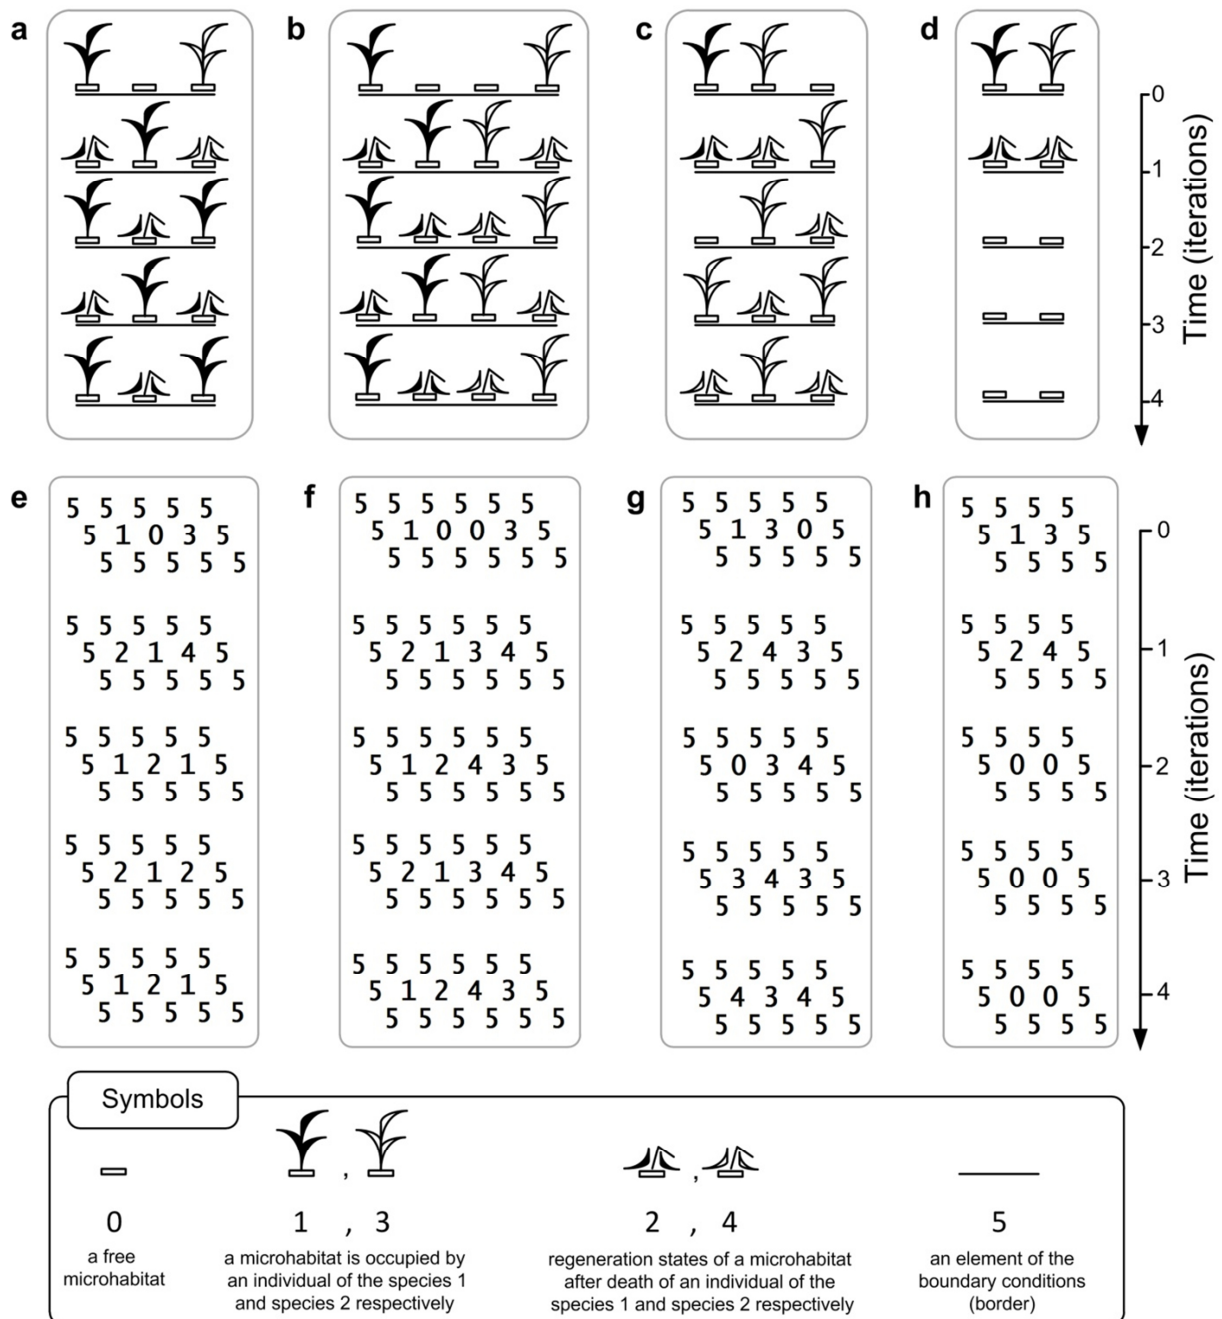 a
b
c
d
0
1
2
3
4
Time (iterations)
e
5 5 5 5 5
5 1 0 3 5
5 5 5 5 5
5 5 5 5 5
5 2 1 4 5
5 5 5 5 5
5 5 5 5 5
5 1 2 1 5
5 5 5 5 5
5 5 5 5 5
5 2 1 2 5
5 5 5 5 5
5 5 5 5 5
5 1 2 1 5
5 5 5 5 5
f
5 5 5 5 5 5
5 1 0 0 3 5
5 5 5 5 5 5
5 5 5 5 5 5
5 2 1 3 4 5
5 5 5 5 5 5
5 5 5 5 5 5
5 1 2 4 3 5
5 5 5 5 5 5
5 5 5 5 5 5
5 2 1 3 4 5
5 5 5 5 5 5
5 5 5 5 5 5
5 1 2 4 3 5
5 5 5 5 5 5
g
5 5 5 5 5
5 1 3 0 5
5 5 5 5 5
5 5 5 5 5
5 2 4 3 5
5 5 5 5 5
5 5 5 5 5
5 0 3 4 5
5 5 5 5 5
5 5 5 5 5
5 3 4 3 5
5 5 5 5 5
5 5 5 5 5
5 4 3 4 5
5 5 5 5 5
h
5 5 5 5
5 1 3 5
5 5 5 5
5 5 5 5
5 2 4 5
5 5 5 5
5 5 5 5
5 0 0 5
5 5 5 5
5 5 5 5
5 0 0 5
5 5 5 5
5 5 5 5
5 0 0 5
5 5 5 5
0
1
2
3
4
Time (iterations)
Symbols
, ,
0 1 , 3 2 , 4 5
a free
microhabitat
a microhabitat is occupied by
an individual of the species 1
and species 2 respectively
regeneration states of a microhabitat
after death of an individual of the
species 1 and species 2 respectively
an element of the
boundary conditions
(border)